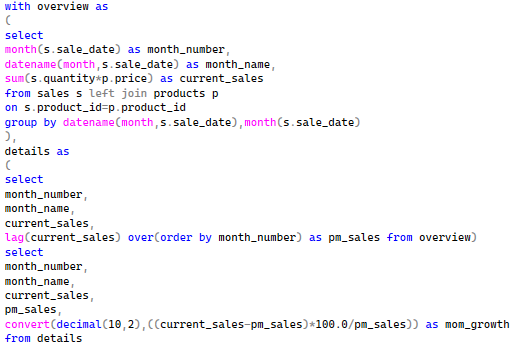 with overview as
(
select
month(s.sale_date) as month_number,
datename(month,s.sale_date) as month_name,
sum(s.quantity*p.price) as current_sales
from sales s left join products p
on s.product_id=p.product_id
group by datename(month,s.sale_date),month(s.sale_date)
),
details as
(
select
month_number,
month_name,
current_sales,
lag(current_sales) over(order by month_number) as pm_sales from overview)
select
month_number,
month_name,
current_sales,
pm_sales,
convert(decimal(10,2),((current_sales-pm_sales)*100.0/pm_sales)) as mom_growth
from details